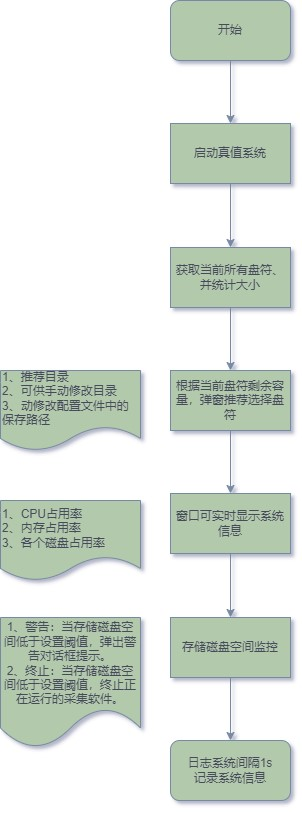 开始
启动真值系统
获取当前所有盘符、
并统计大小
1、推荐目录
2、可供手动修改目录
3、动修改配置文件中的
保存路径
根据当前盘符剩余容
量，弹窗推荐选择盘
符
1、CPU占用率
2、内存占用率
3、各个磁盘占用率
窗口可实时显示系统
信息
1、警告：当存储磁盘空
间低于设置阈值，弹出警
告对话框提示。
2、终止：当存储磁盘空
间低于设置阈值，终止正
在运行的采集软件。
存储磁盘空间监控
日志系统间隔1s
记录系统信息